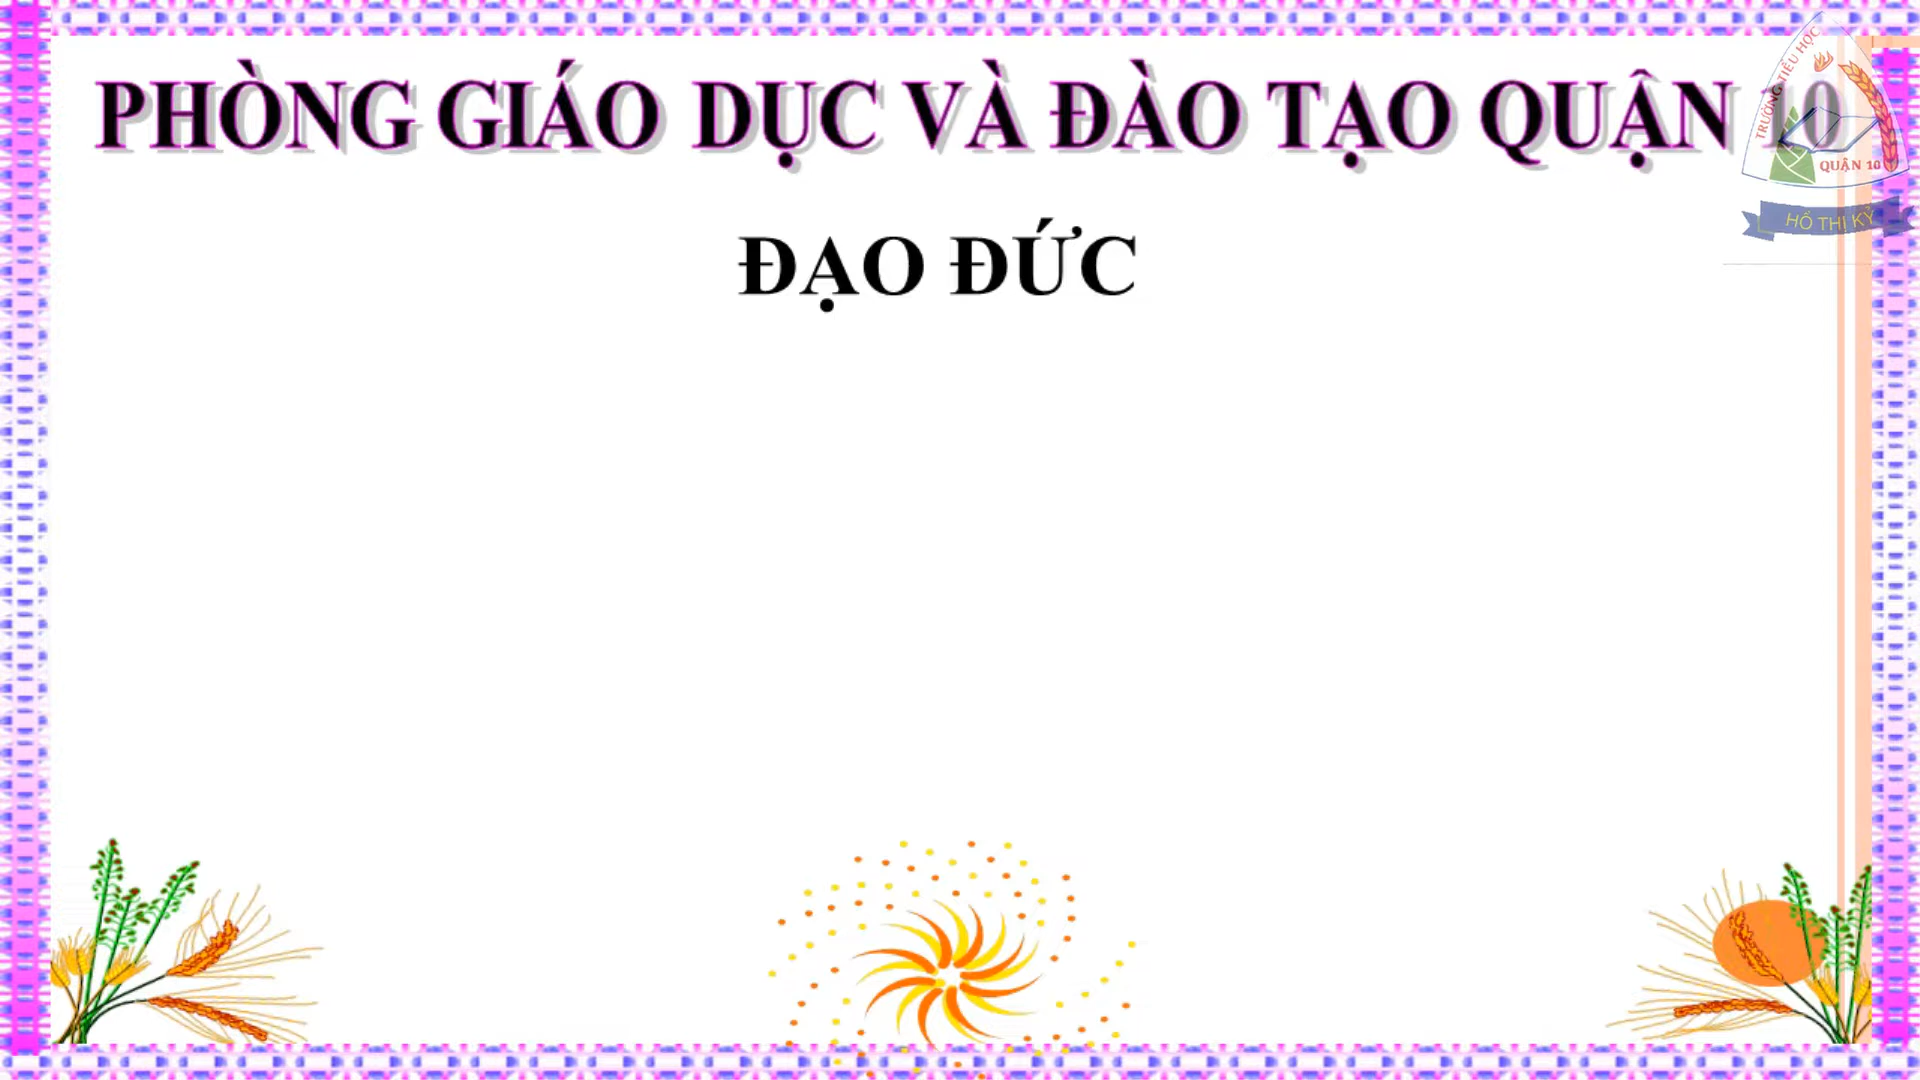 PHÒNG GIÁO DỤC VÀ ĐÀO TẠO QUẬN 10
TRƯỜNG TIỂU HỌC
QUẬN 10
HỒ THỊ KỶ
ĐẠO ĐỨC